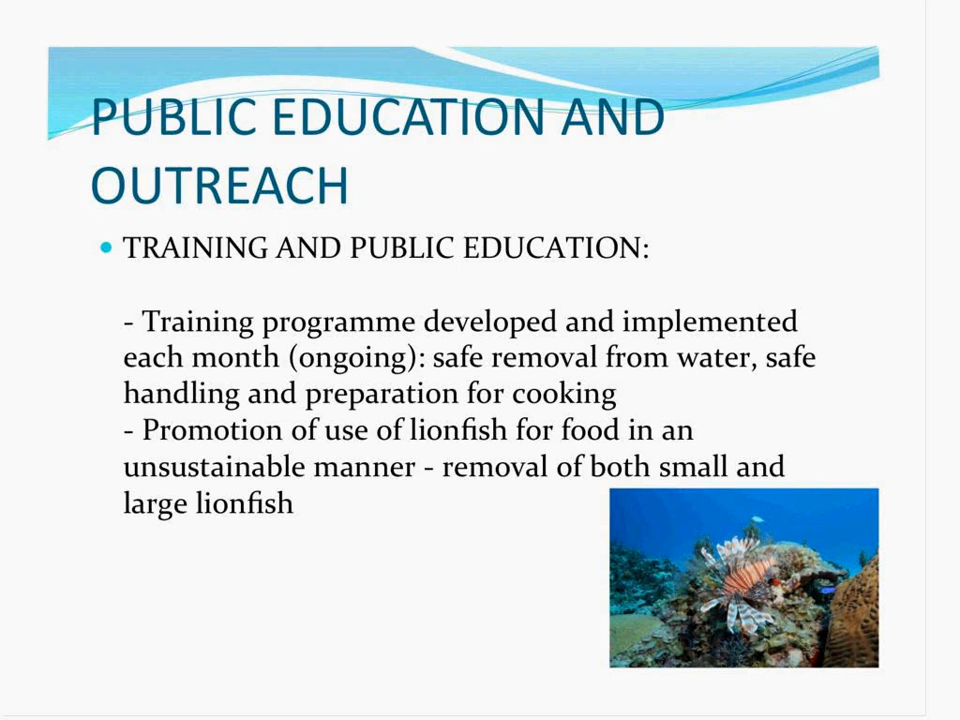 PUBLIC EDUCATION AND
OUTREACH
• TRAINING AND PUBLIC EDUCATION:
- Training programme developed and implemented
each month (ongoing): safe removal from water, safe
handling and preparation for cooking
- Promotion of use of lionfish for food in an
unsustainable manner - removal of both small and
large lionfish